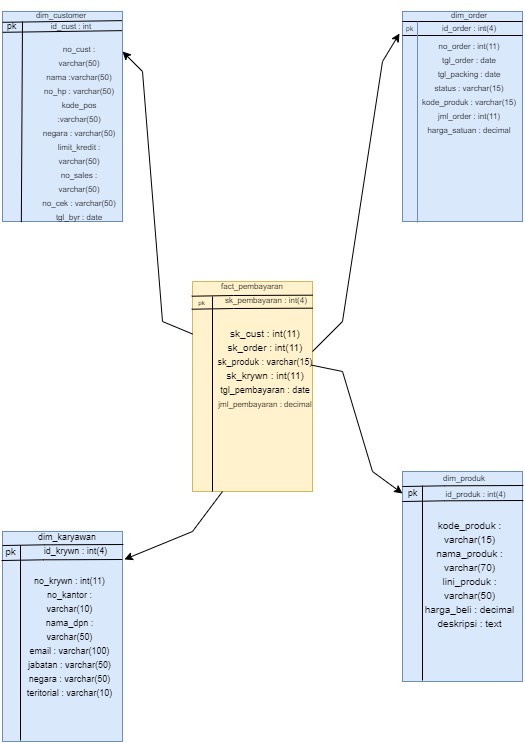 dim_customer
pk id_cust : int
no_cust :
varchar(50)
nama :varchar(50)
no_hp : varchar(50)
kode_pos
:varchar(50)
negara : varchar(50)
limit_kredit :
varchar(50)
no_sales :
varchar(50)
no_cek : varchar(50)
tgl_byr : date
dim_order
pk id_order : int(4)
no_order : int(11)
tgl_order : date
tgl_packing : date
status : varchar(15)
kode_produk : varchar(15)
jml_order : int(11)
harga_satuan : decimal
fact_pembayaran
pk sk_pembayaran : int(4)
sk_cust : int(11)
sk_order : int(11)
sk_produk : varchar(15)
sk_krywn : int(11)
tgl_pembayaran : date
jml_pembayaran : decimal
dim_karyawan
pk id_krywn : int(4)
no_krywn : int(11)
no_kantor :
varchar(10)
nama_dpn :
varchar(50)
email : varchar(100)
jabatan : varchar(50)
negara : varchar(50)
teritorial : varchar(10)
dim_produk
pk id_produk : int(4)
kode_produk :
varchar(15)
nama_produk :
varchar(70)
lini_produk :
varchar(50)
harga_beli : decimal
deskripsi : text